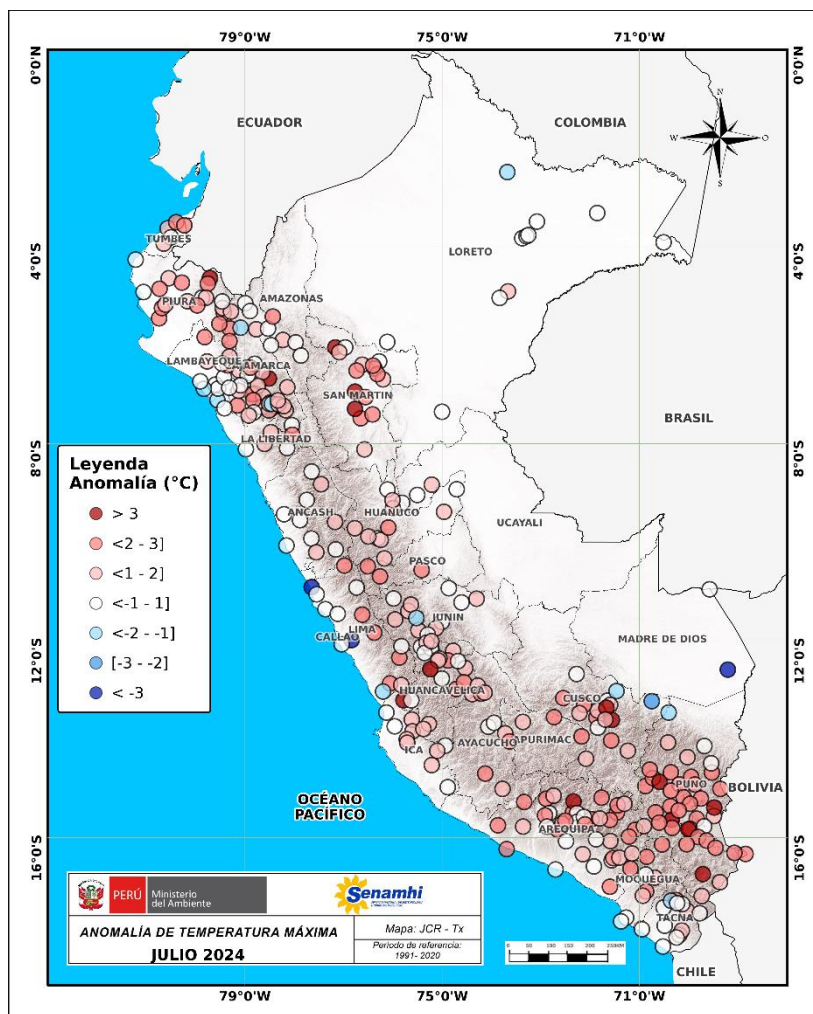 79°0'W 75°0'W 71°0'W
0°0'N
ECUADOR
COLOMBIA
N
W O
S
TUMBES
LORETO
4°0'S
4°0'S
PIURA
AMAZONAS
LAMBAYEQUE
CAJAMARCA
SAN MARTIN
BRASIL
LA LIBERTAD
8°0'S
8°0'S
Leyenda
Anomalía (°C)
> 3
<2 - 3]
<1 - 2]
<-1 - 1]
<-2 - -1]
[-3 - -2]
< -3
ANCASH
HUANUCO
UCAYALI
PASCO
JUNIN
LIMA
CALLAO
MADRE DE DIOS
12°0'S
12°0'S
HUANCAVELICA
CUSCO
ICA
AYACUCHO
APURIMAC
PUNO
BOLIVIA
OCÉANO
PACÍFICO
AREQUIPA
16°0'S
16°0'S
MOQUEGUA
TACNA
CHILE
PERÚ
Ministerio
del Ambiente
Senamhi
ANOMALÍA DE TEMPERATURA MÁXIMA
JULIO 2024
Mapa: JCR - Tx
Periodo de referencia:
1991- 2020
0 50 100 150 200 250KM
79°0'W 75°0'W 71°0'W